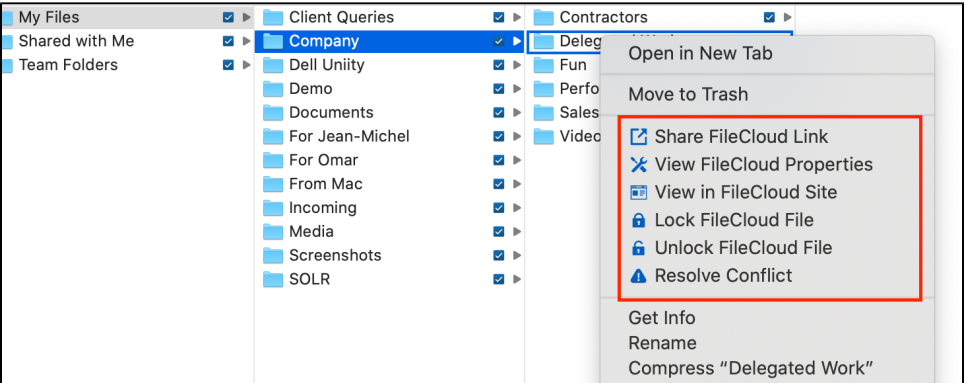 My Files
Shared with Me
Team Folders
Client Queries
Company
Dell Uniity
Demo
Documents
For Jean-Michel
For Omar
From Mac
Incoming
Media
Screenshots
SOLR
Contractors
Fun
Perfo
Sales
Video
Open in New Tab
Move to Trash
Share FileCloud Link
View FileCloud Properties
View in FileCloud Site
Lock FileCloud File
Unlock FileCloud File
Resolve Conflict
Get Info
Rename
Compress “Delegated Work”